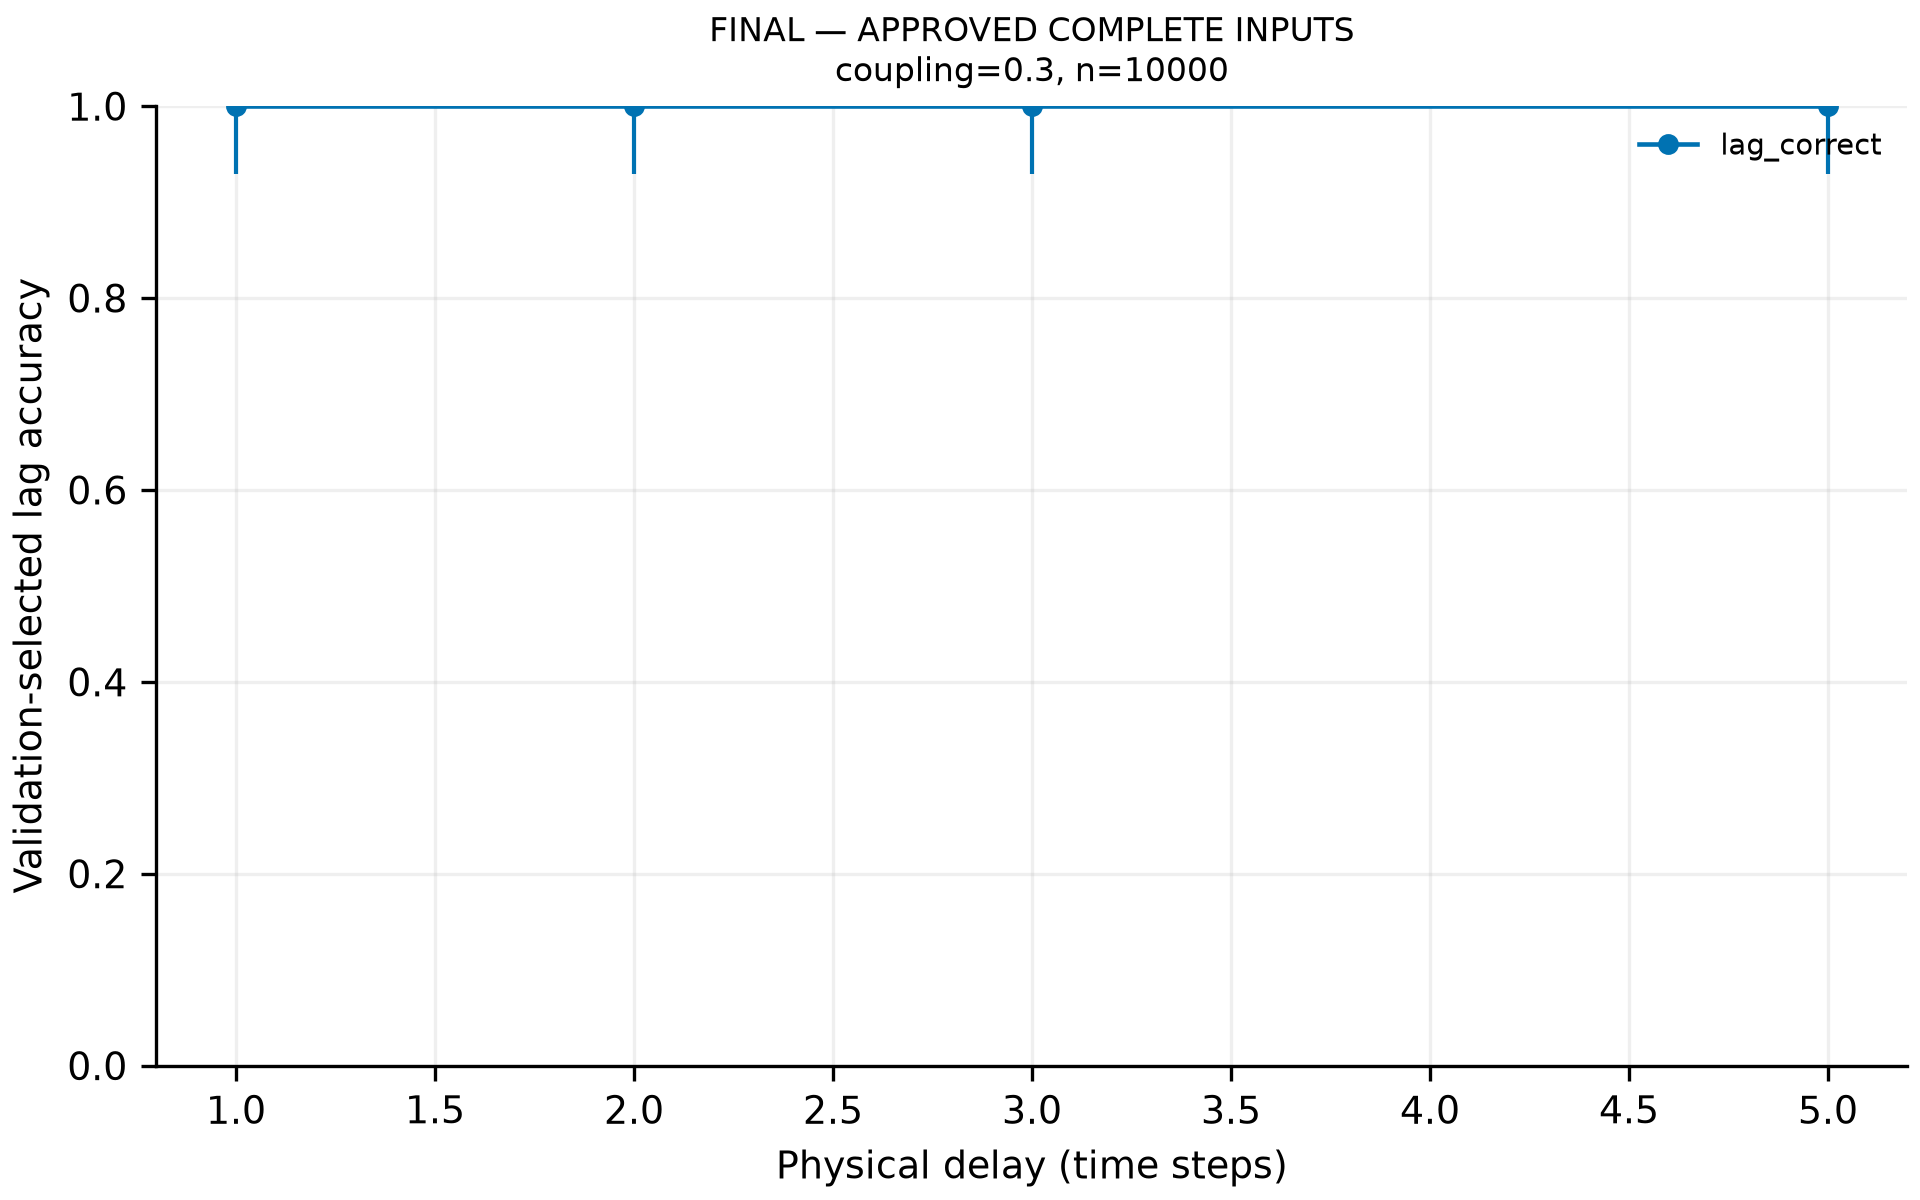 FINAL — APPROVED COMPLETE INPUTS
coupling=0.3, n=10000
lag_correct
Validation-selected lag accuracy
1.0
0.8
0.6
0.4
0.2
0.0
1.0 1.5 2.0 2.5 3.0 3.5 4.0 4.5 5.0
Physical delay (time steps)